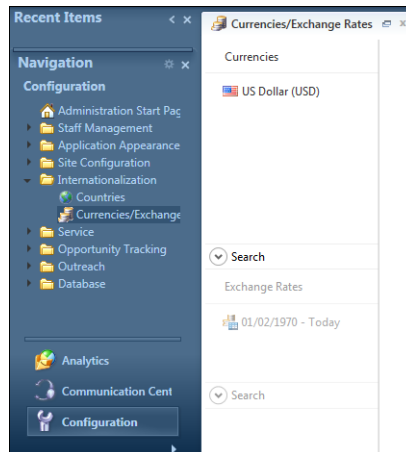 Recent Items
Navigation
Configuration
Administration Start Pag
Staff Management
Application Appearance
Site Configuration
Internationalization
Countries
Currencies/Exchange
Service
Opportunity Tracking
Outreach
Database
Analytics
Communication Cent
Configuration
Currencies/Exchange Rates
Currencies
US Dollar (USD)
Search
Exchange Rates
01/02/1970 - Today
Search